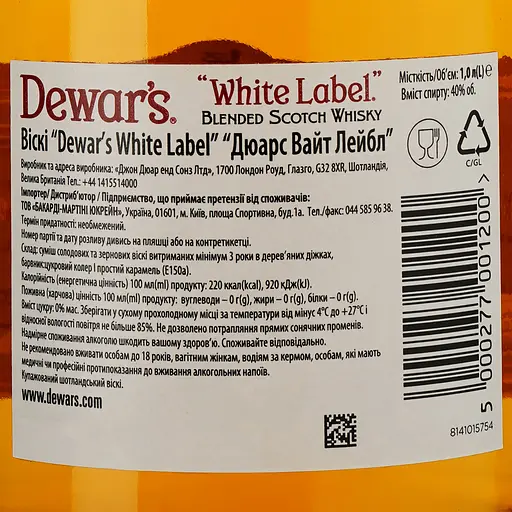 Dewar's® "White Label."
BLENDED SCOTCH WHISKY
Місткість/Об'єм: 1,0 л(L) e
Вміст спирту: 40% об.
Віскі "Dewar's White Label" "Дюарс Вайт Лейбл"
C/GL
Виробник та адреса виробника: «Джон Дюар енд Сонз Лтд», 1700 Лондон Роуд, Глазго, G32 8XR, Шотландія,
Велика Британія Тел.: +44 1415514000
Імпортер/ Дистриб'ютор / Підприємство, що приймає претензії від споживачів:
ТОВ «БАКАРДІ-МАРТІНІ ЮКРЕЙН», Україна, 01601, м. Київ, площа Спортивна, буд.1а. Тел./факс: 044 585 96 38.
Термін придатності: необмежений.
Номер партії та дату розливу дивись на пляшці або на контретикетці.
Склад: суміш солодових та зернових віскі витриманих мінімум 3 роки в дерев'яних діжках,
барвник:цукровий колер I простий карамель (E150a).
Калорійність (енергетична цінність) 100 мл(ml) продукту: 220 ккал(kcal), 920 кДж(kJ).
Поживна (харчова) цінність 100 мл(ml) продукту: вуглеводи – 0 г(g), жири – 0 г(g), білки – 0 г(g).
Вміст цукру: 0% мас. Зберігати у сухому прохолодному місці за температури від мінус 4°C до +27°C і
відносної вологості повітря не більше 85%. Не дозволено потрапляння прямих сонячних променів.
Надмірне споживання алкоголю шкодить вашому здоров'ю. Споживайте відповідально.
Не рекомендовано вживати особам до 18 років, вагітним жінкам, водіям за кермом, особам, які мають
медичні чи професійні протипоказання до вживання алкогольних напоїв.
Купажований шотландський віскі.
www.dewars.com
5 000277 001200 >
8141015754